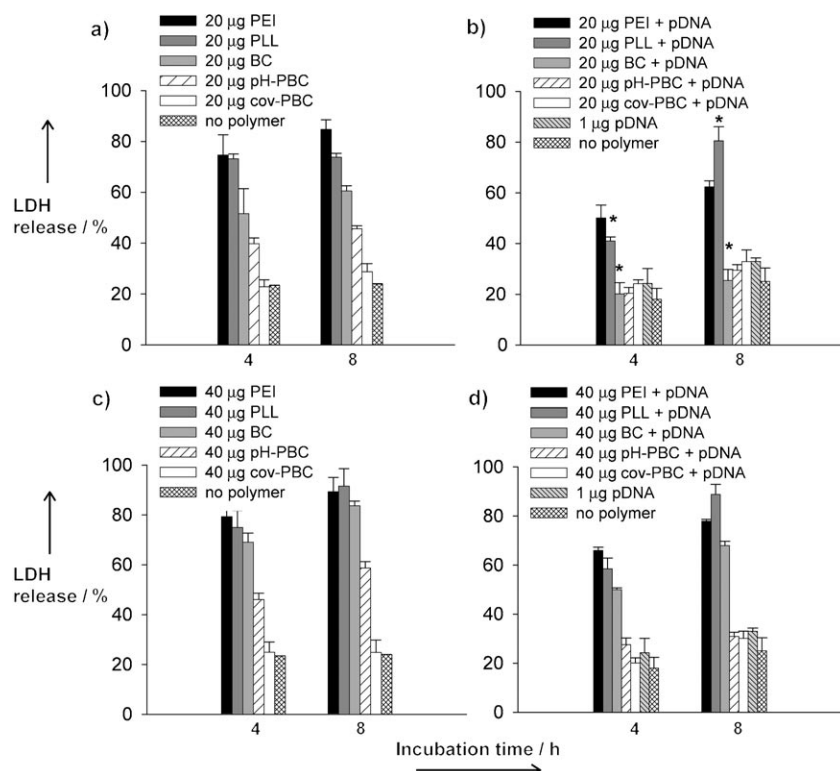 a)
20 µg PEI
20 µg PLL
20 µg BC
20 µg pH-PBC
20 µg cov-PBC
no polymer
100
80
60
40
20
0
LDH
release / %
4
8
b)
20 µg PEI + pDNA
20 µg PLL + pDNA
20 µg BC + pDNA
20 µg pH-PBC + pDNA
20 µg cov-PBC + pDNA
1 µg pDNA
no polymer
100
80
60
40
20
0
*
*
*
*
4
8
c)
40 µg PEI
40 µg PLL
40 µg BC
40 µg pH-PBC
40 µg cov-PBC
no polymer
100
80
60
40
20
0
LDH
release / %
4
8
d)
40 µg PEI + pDNA
40 µg PLL + pDNA
40 µg BC + pDNA
40 µg pH-PBC + pDNA
40 µg cov-PBC + pDNA
1 µg pDNA
no polymer
100
80
60
40
20
0
4
8
Incubation time / h